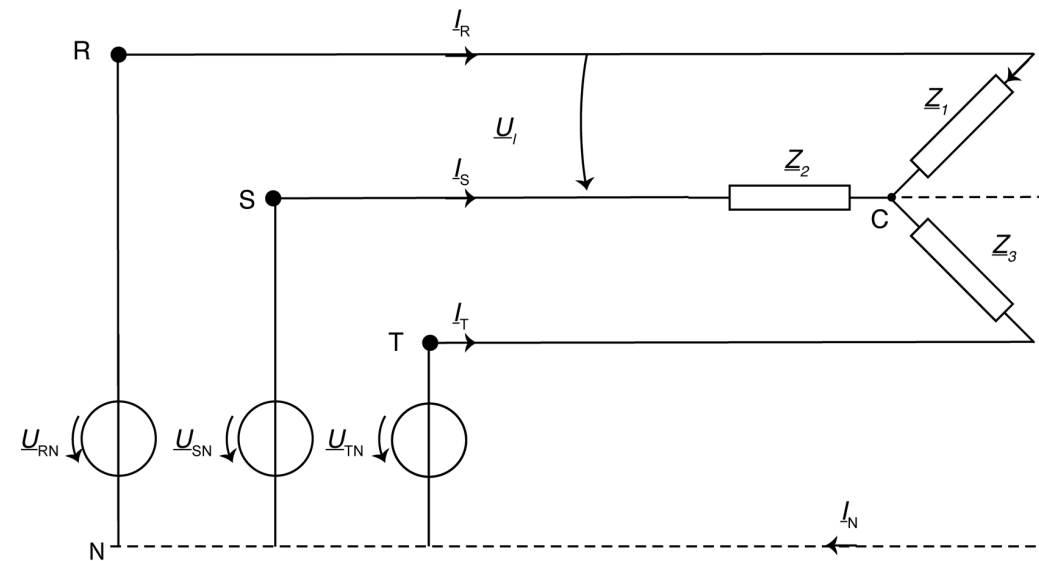 I_R
R
Z_1
U_l
I_S
Z_2
S
C
Z_3
I_T
T
U_RN
U_SN
U_TN
I_N
N